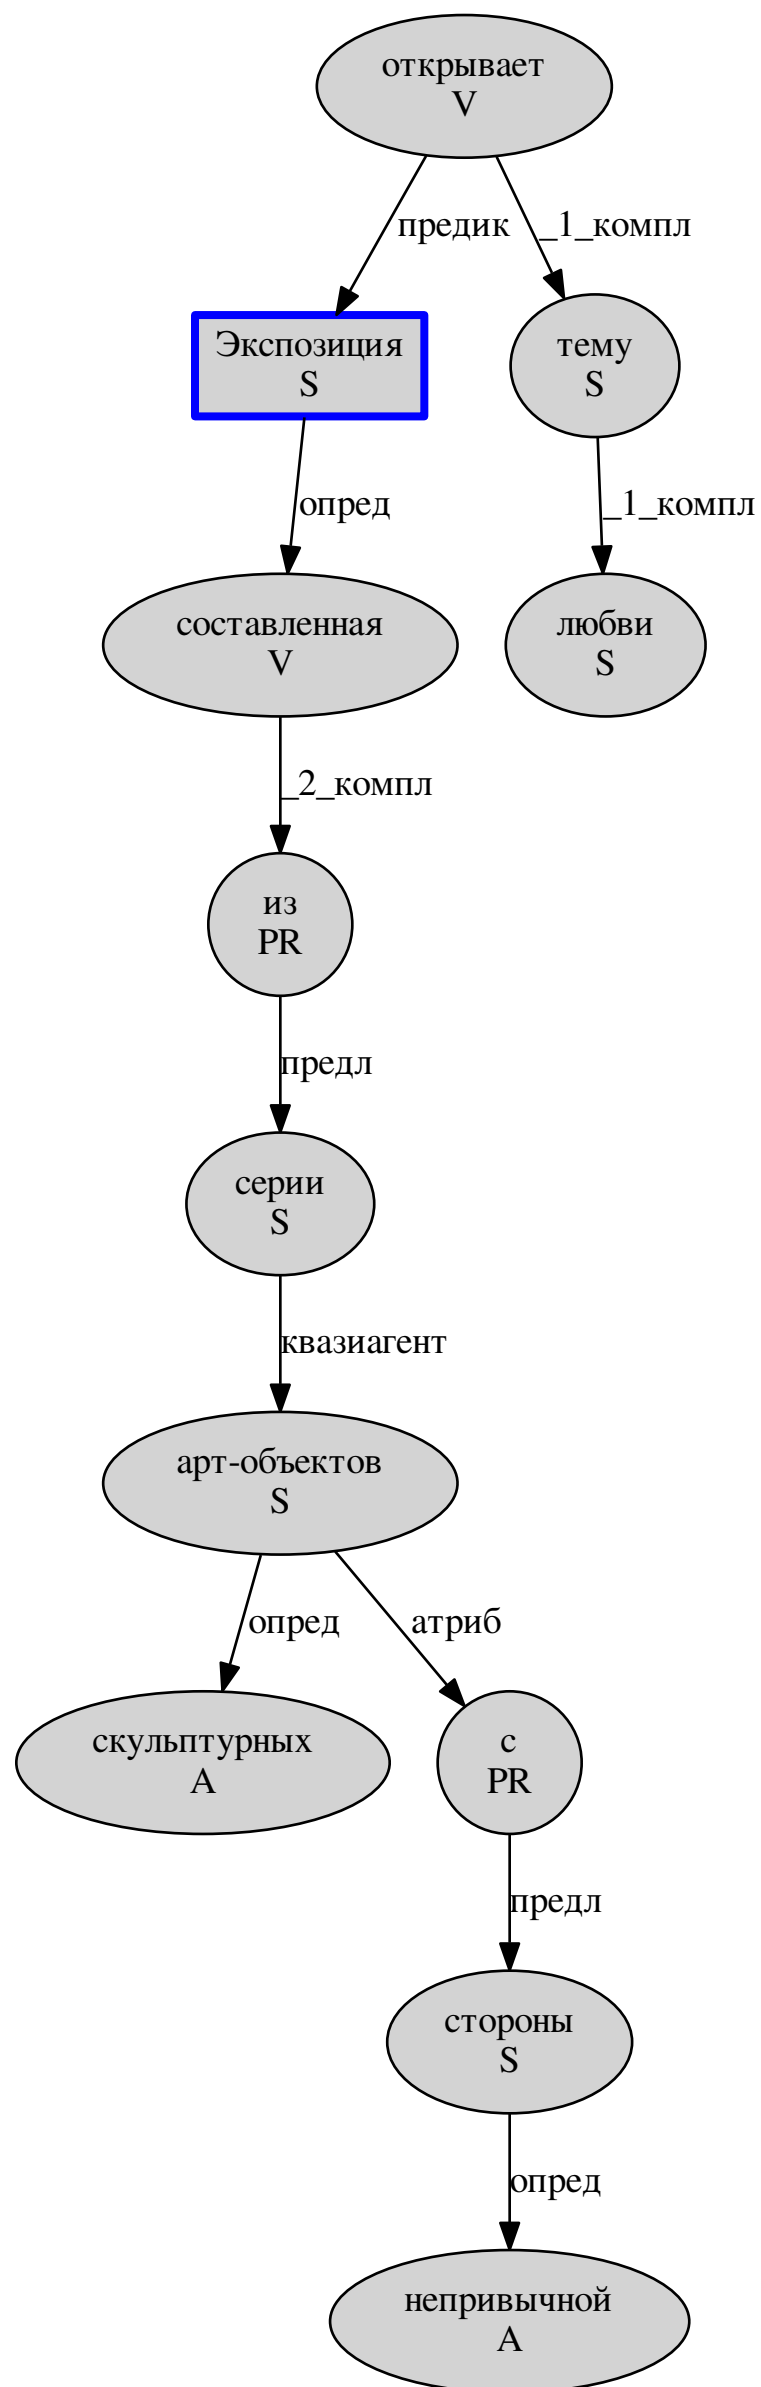 открывает
V
предик
_1_компл
Экспозиция
S
тему
S
опред
_1_компл
составленная
V
любви
S
_2_компл
из
PR
предл
серии
S
квазиагент
арт-объектов
S
опред
атриб
скульптурных
A
с
PR
предл
стороны
S
опред
непривычной
A